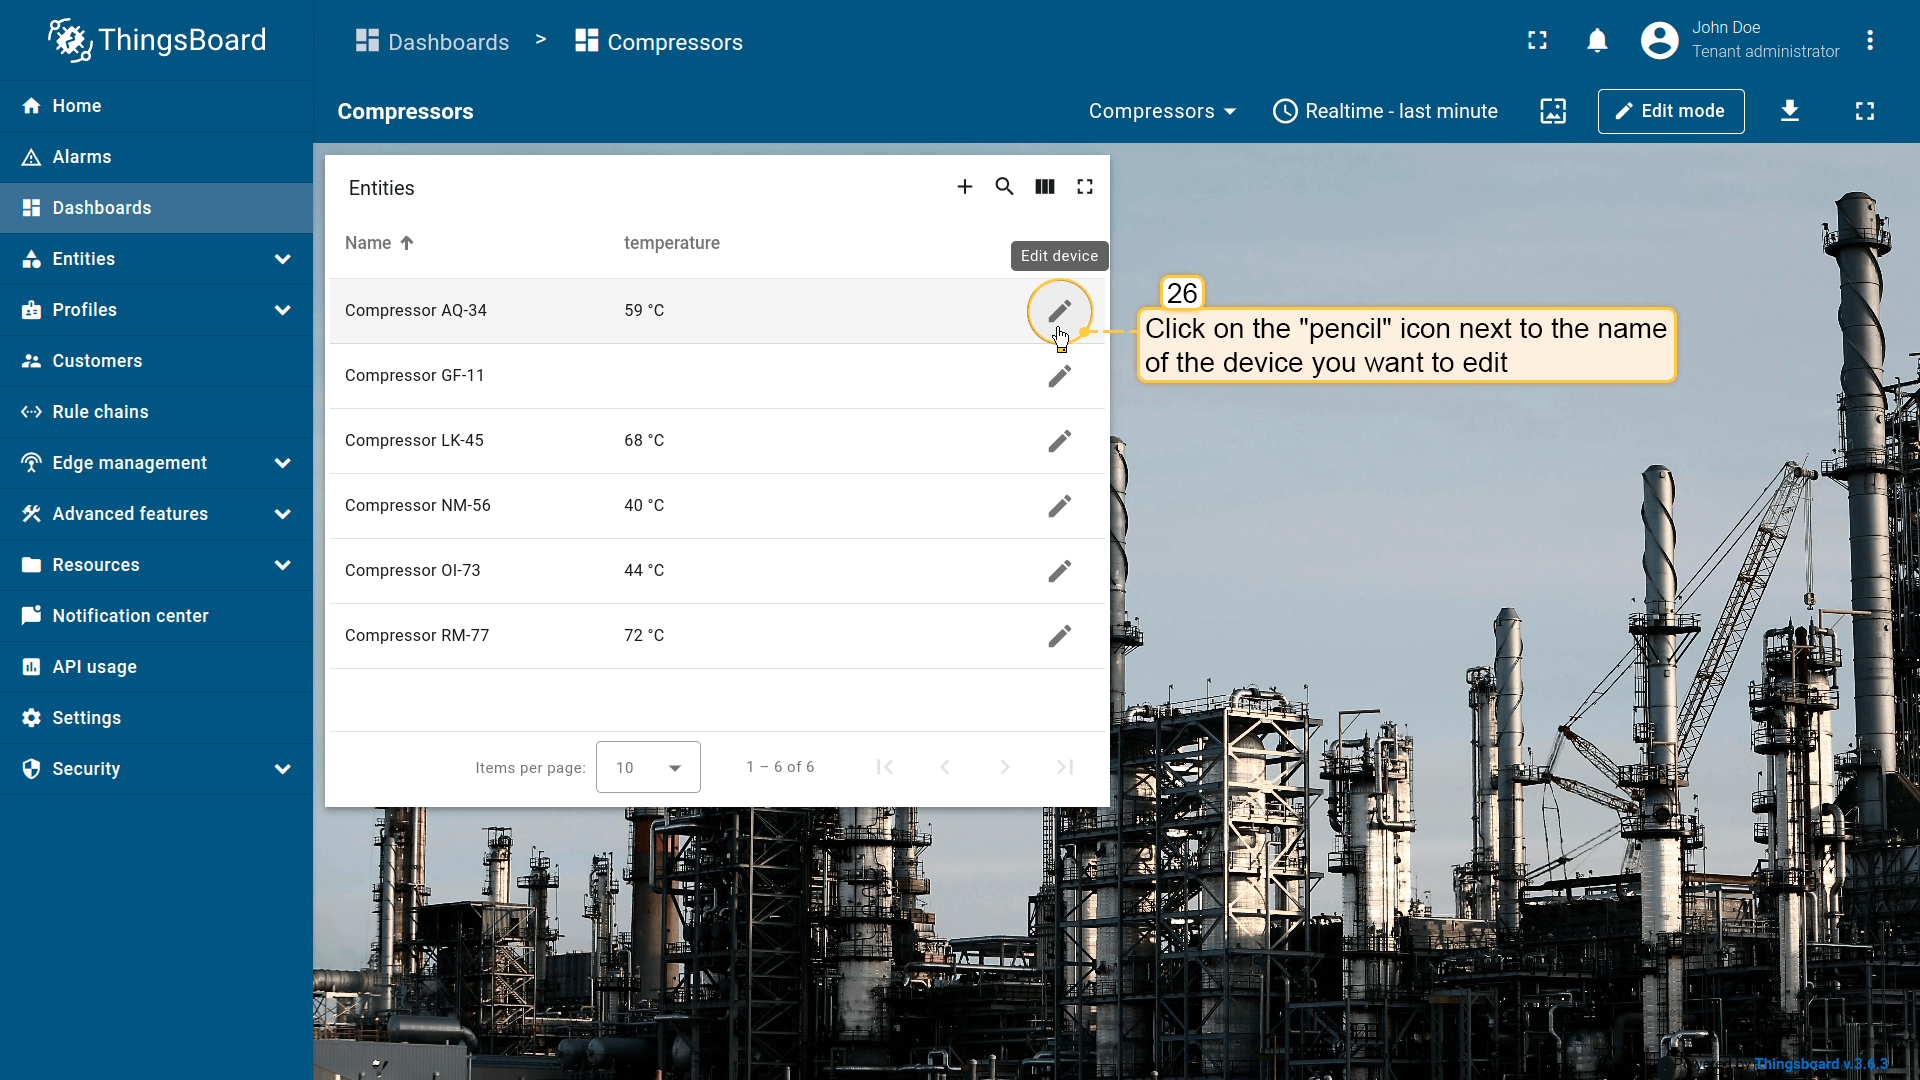 ThingsBoard
Dashboards > Compressors
John Doe
Tenant administrator
Compressors
Compressors
Realtime - last minute
Edit mode
Home
Alarms
Dashboards
Entities
Profiles
Customers
Rule chains
Edge management
Advanced features
Resources
Notification center
API usage
Settings
Security
Entities
Name temperature
Edit device
Compressor AQ-34 59 °C
Compressor GF-11
Compressor LK-45 68 °C
Compressor NM-56 40 °C
Compressor OI-73 44 °C
Compressor RM-77 72 °C
Items per page: 10 1 – 6 of 6
26
Click on the "pencil" icon next to the name
of the device you want to edit
Powered by Thingsboard v.3.6.3